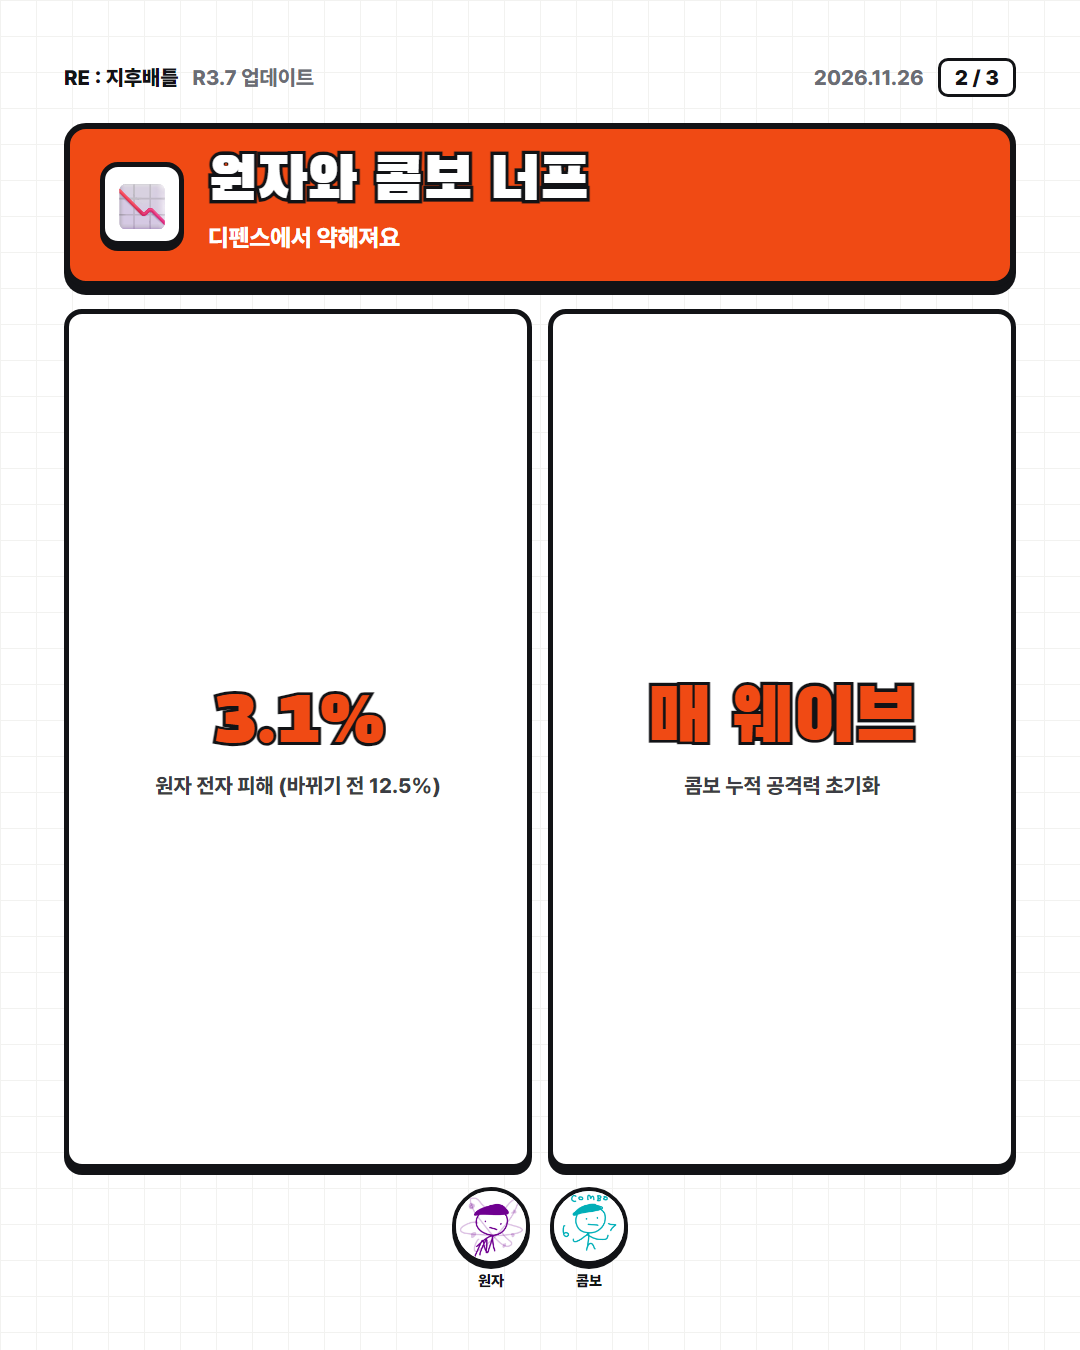 RE : 지후배틀 R3.7 업데이트
2026.11.26 2 / 3
원자와 콤보 너프
디펜스에서 약해져요
3.1%
원자 전자 피해 (바뀌기 전 12.5%)
매 웨이브
콤보 누적 공격력 초기화
COMBO
6 7
원자
콤보